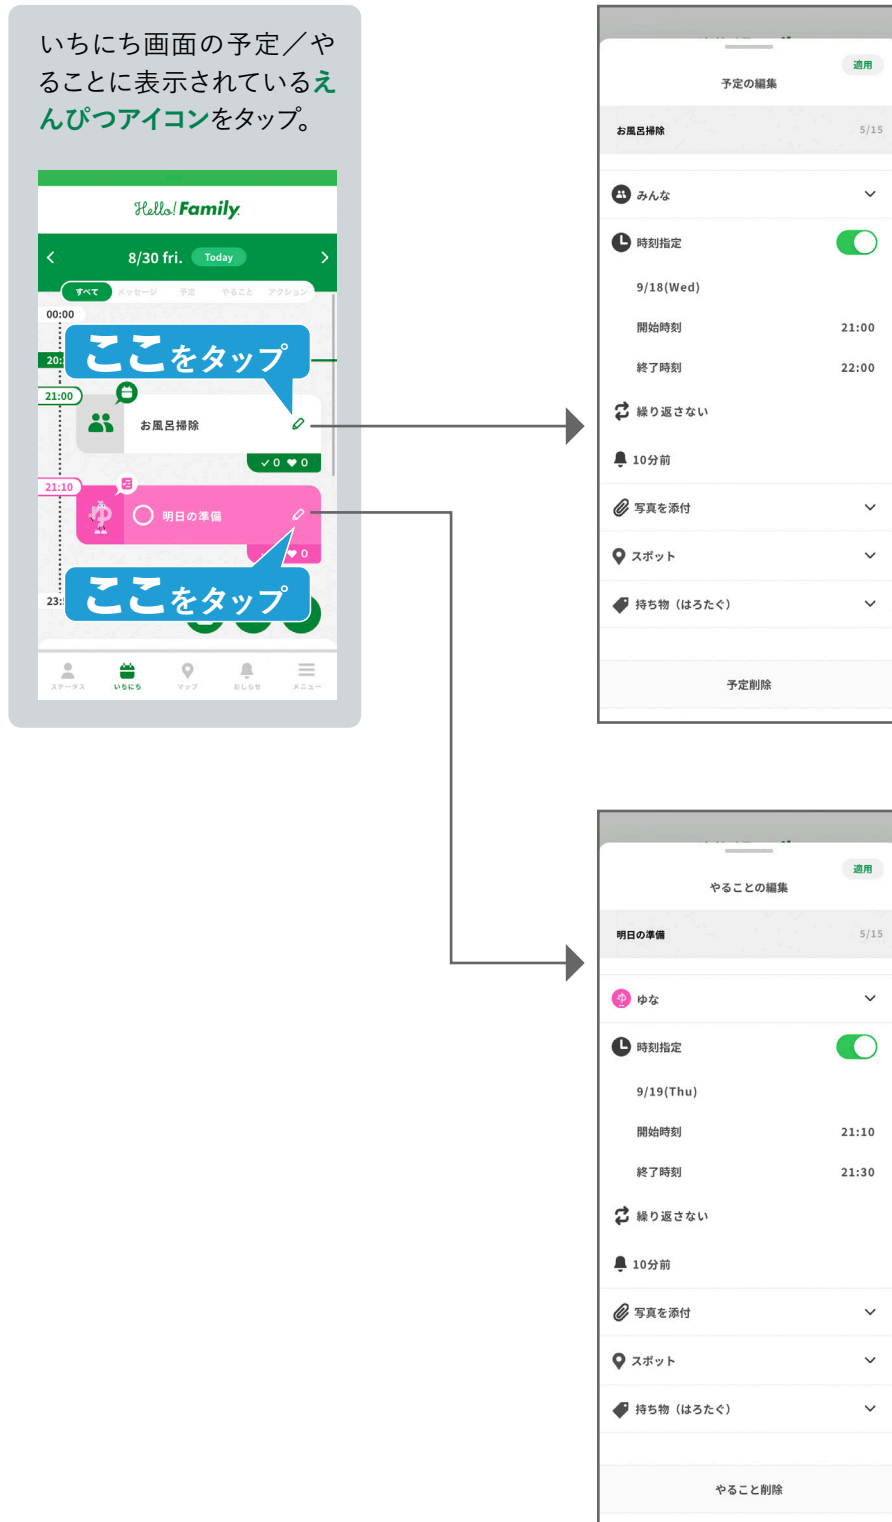 いちにち画面の予定／や
ることに表示されているえ
んぴつアイコンをタップ。
Hello! Family.
8/30 fri. Today
すべて メッセージ 予定 やること アクション
00:00
20:
ここをタップ
21:00
お風呂掃除
0 0
21:10
ゆ 明日の準備
0
ここをタップ
23:
ステータス いちにち マップ おしらせ メニュー
適用
予定の編集
お風呂掃除 5/15
みんな
時刻指定
9/18(Wed)
開始時刻 21:00
終了時刻 22:00
繰り返さない
10分前
写真を添付
スポット
持ち物（はろたぐ）
予定削除
適用
やることの編集
明日の準備 5/15
ゆ ゆな
時刻指定
9/19(Thu)
開始時刻 21:10
終了時刻 21:30
繰り返さない
10分前
写真を添付
スポット
持ち物（はろたぐ）
やること削除